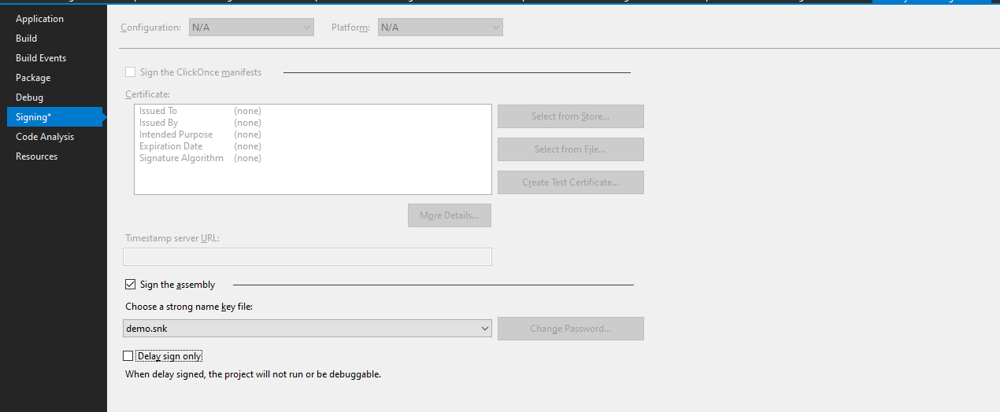 Application
Build
Build Events
Package
Debug
Signing*
Code Analysis
Resources
Configuration: N/A Platform: N/A
Sign the ClickOnce manifests
Certificate:
Issued To (none)
Issued By (none)
Intended Purpose (none)
Expiration Date (none)
Signature Algorithm (none)
Select from Store...
Select from File...
Create Test Certificate...
More Details...
Timestamp server URL:
Sign the assembly
Choose a strong name key file:
demo.snk
Change Password...
Delay sign only
When delay signed, the project will not run or be debuggable.